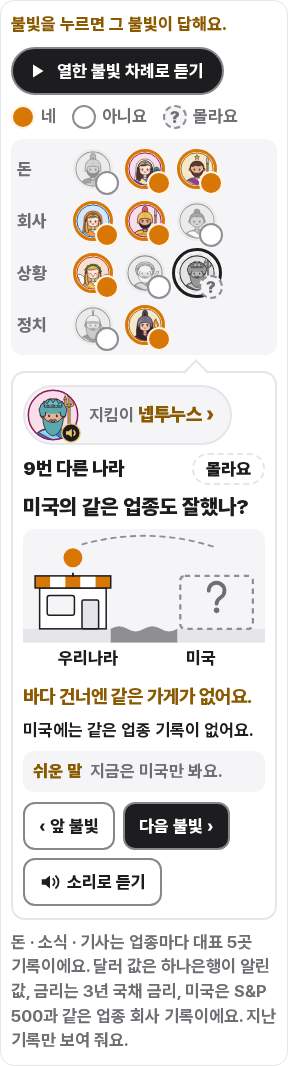 불빛을 누르면 그 불빛이 답해요.
▶ 열한 불빛 차례로 듣기
네 아니요 ? 몰라요
돈
회사
상황
?
정치
지킴이 넵투누스 ›
9번 다른 나라 몰라요
미국의 같은 업종도 잘했나?
?
우리나라 미국
바다 건너엔 같은 가게가 없어요.
미국에는 같은 업종 기록이 없어요.
쉬운 말 지금은 미국만 봐요.
‹ 앞 불빛 다음 불빛 ›
소리로 듣기
돈 · 소식 · 기사는 업종마다 대표 5곳
기록이에요. 달러 값은 하나은행이 알린
값, 금리는 3년 국채 금리, 미국은 S&P
500과 같은 업종 회사 기록이에요. 지난
기록만 보여 줘요.